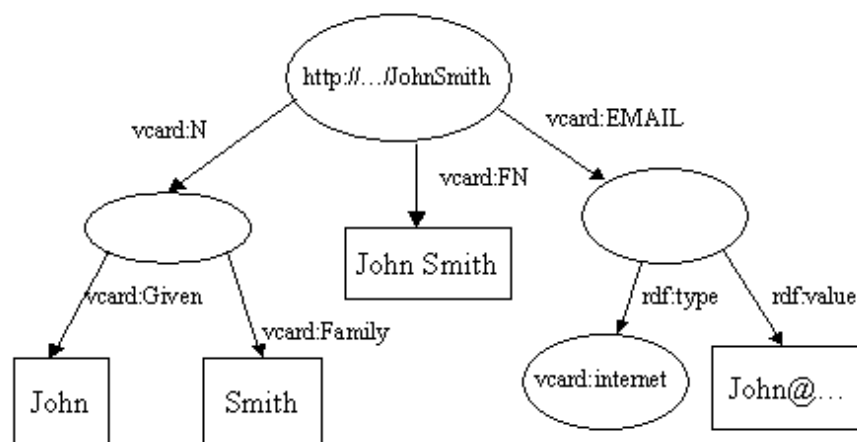 http://.../JohnSmith
vcard:N
vcard:EMAIL
vcard:FN
John Smith
vcard:Given
rdf:type
rdf:value
vcard:Family
vcard:internet
John
Smith
John@...